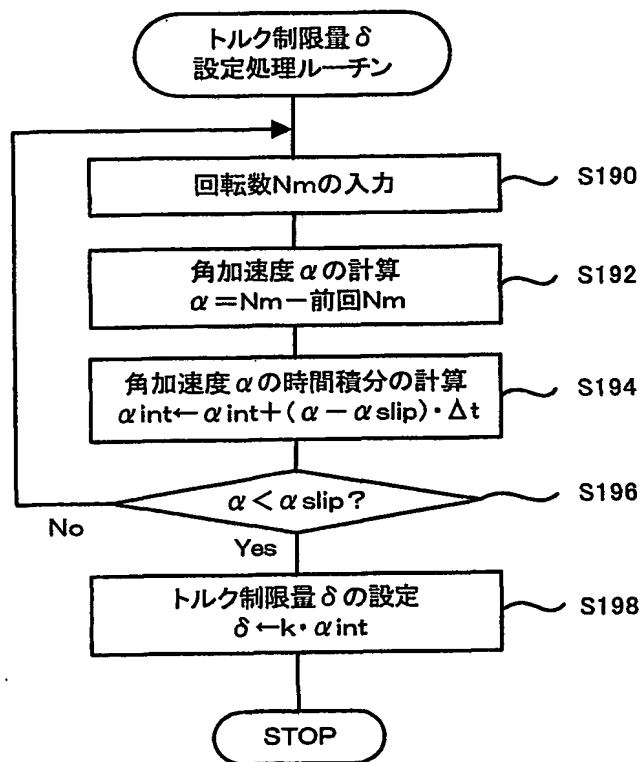 トルク制限量δ
設定処理ルーチン
回転数Nmの入力
S190
角加速度αの計算
α=Nm-前回Nm
S192
角加速度αの時間積分の計算
αint←αint+(α-αslip)・Δt
S194
α<αslip?
S196
No
Yes
トルク制限量δの設定
δ←k・αint
S198
STOP